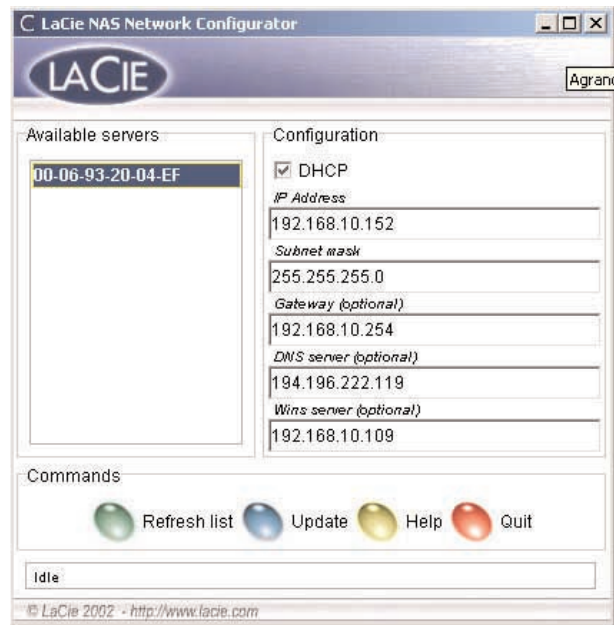 LaCie NAS Network Configurator
LACIE
Agrand
Available servers
00-06-93-20-04-EF
Configuration
DHCP
IP Address
192.168.10.152
Subnet mask
255.255.255.0
Gateway (optional)
192.168.10.254
DNS server (optional)
194.196.222.119
Wins server (optional)
192.168.10.109
Commands
Refresh list
Update
Help
Quit
Idle
© LaCie 2002 - http://www.lacie.com